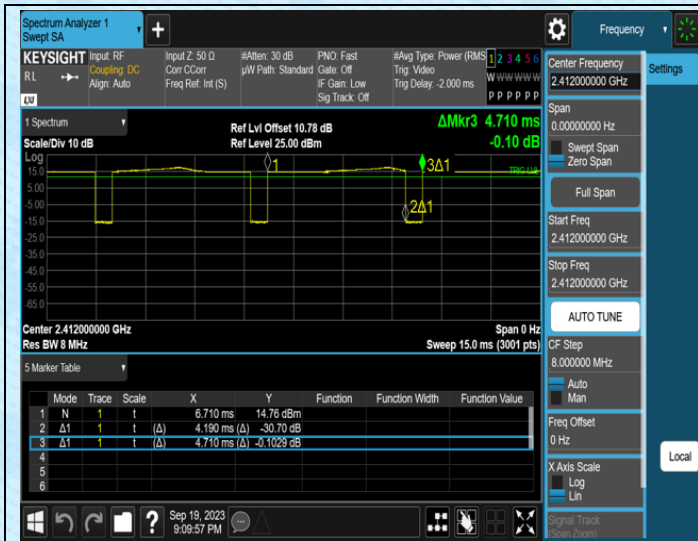 Spectrum Analyzer 1
Swept SA
+
Frequency
KEYSIGHT
R L
LXI
Input: RF
Coupling: DC
Align: Auto
Input Z: 50 Ω
Corr CCorr
Freq Ref: Int (S)
#Atten: 30 dB
µW Path: Standard
PNO: Fast
Gate: Off
IF Gain: Low
Sig Track: Off
#Avg Type: Power (RMS
Trig: Video
Trig Delay: -2.000 ms
1 2 3 4 5 6
W W W W W W
P P P P P P
1 Spectrum
Scale/Div 10 dB
Ref Lvl Offset 10.78 dB
Ref Level 25.00 dBm
ΔMkr3 4.710 ms
-0.10 dB
Log
15.0
5.00
-5.00
-15.0
-25.0
-35.0
-45.0
-55.0
-65.0
1
3Δ1
2Δ1
TRIG LVL
Center 2.412000000 GHz
Res BW 8 MHz
Span 0 Hz
Sweep 15.0 ms (3001 pts)
5 Marker Table
Mode Trace Scale X Y Function Function Width Function Value
1 N 1 t 6.710 ms 14.76 dBm
2 Δ1 1 t (Δ) 4.190 ms (Δ) -30.70 dB
3 Δ1 1 t (Δ) 4.710 ms (Δ) -0.1029 dB
4
5
6
Sep 19, 2023
9:09:57 PM
Center Frequency
2.412000000 GHz
Span
0.00000000 Hz
Swept Span
Zero Span
Full Span
Start Freq
2.412000000 GHz
Stop Freq
2.412000000 GHz
AUTO TUNE
CF Step
8.000000 MHz
Auto
Man
Freq Offset
0 Hz
X Axis Scale
Log
Lin
Signal Track
(Span Zoom)
Settings
Local